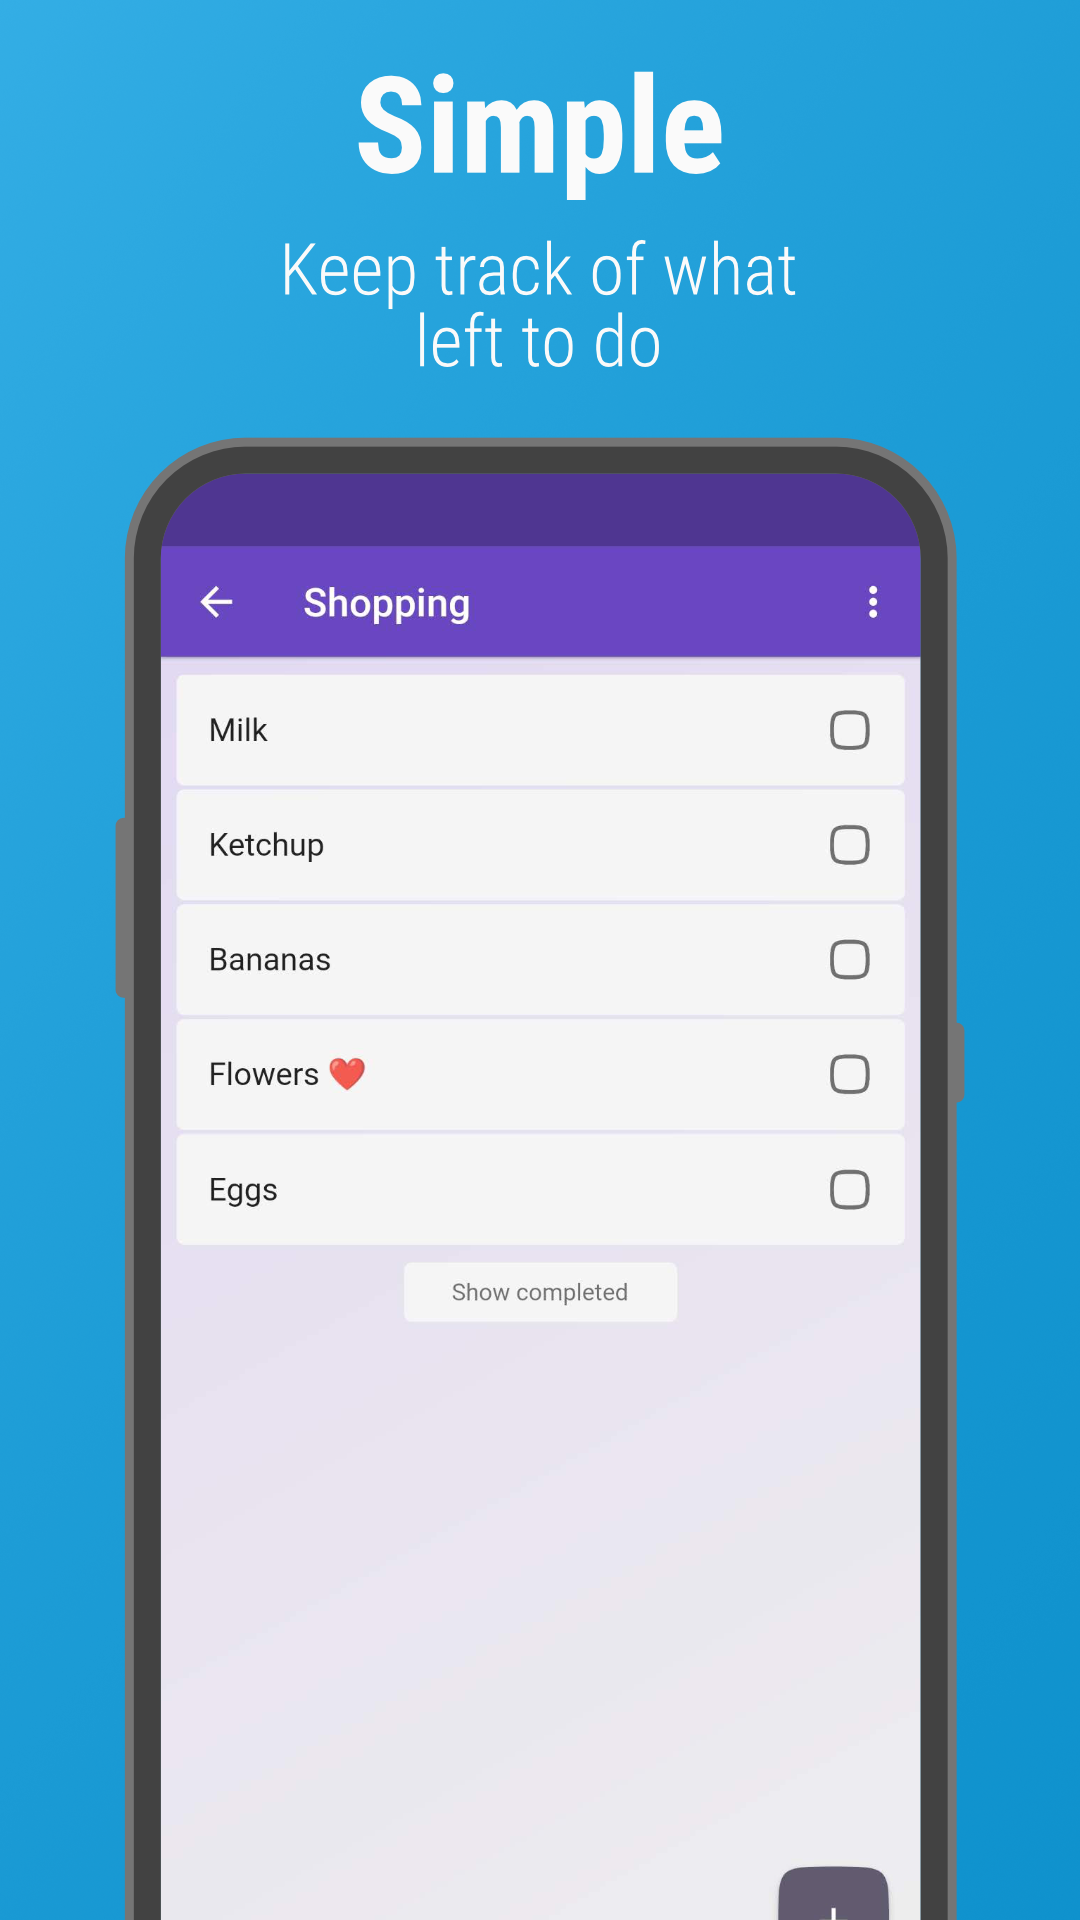 Simple
Keep track of what
left to do
Shopping
Milk
Ketchup
Bananas
Flowers ❤️
Eggs
Show completed